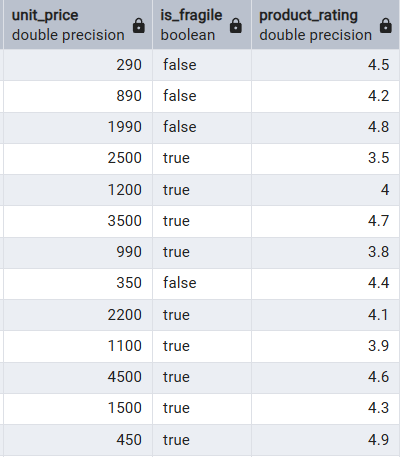 unit_price is_fragile product_rating
double precision boolean double precision
290 false 4.5
890 false 4.2
1990 false 4.8
2500 true 3.5
1200 true 4
3500 true 4.7
990 true 3.8
350 false 4.4
2200 true 4.1
1100 true 3.9
4500 true 4.6
1500 true 4.3
450 true 4.9